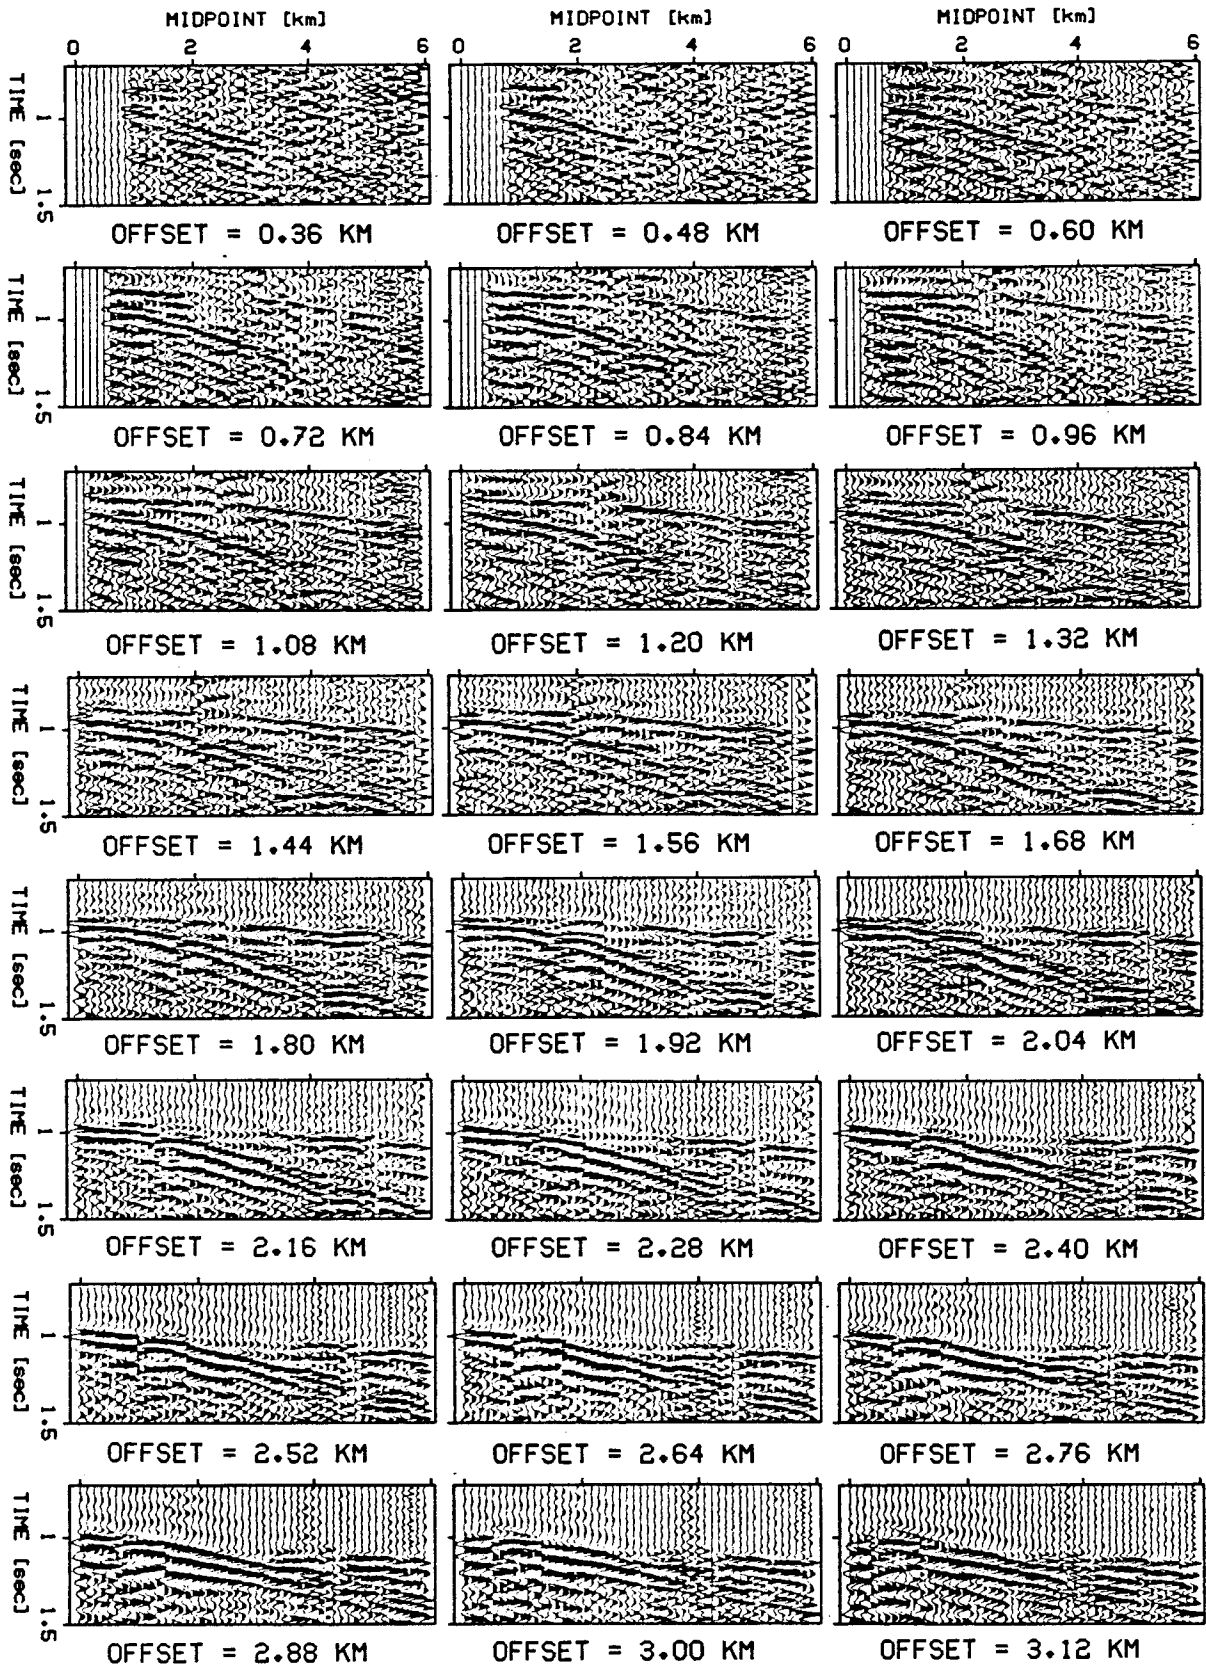 MIDPOINT [km] MIDPOINT [km] MIDPOINT [km]
0 2 4 6 0 2 4 6 0 2 4 6
TIME [sec] 1 1.5
OFFSET = 0.36 KM OFFSET = 0.48 KM OFFSET = 0.60 KM
TIME [sec] 1 1.5
OFFSET = 0.72 KM OFFSET = 0.84 KM OFFSET = 0.96 KM
TIME [sec] 1 1.5
OFFSET = 1.08 KM OFFSET = 1.20 KM OFFSET = 1.32 KM
TIME [sec] 1 1.5
OFFSET = 1.44 KM OFFSET = 1.56 KM OFFSET = 1.68 KM
TIME [sec] 1 1.5
OFFSET = 1.80 KM OFFSET = 1.92 KM OFFSET = 2.04 KM
TIME [sec] 1 1.5
OFFSET = 2.16 KM OFFSET = 2.28 KM OFFSET = 2.40 KM
TIME [sec] 1 1.5
OFFSET = 2.52 KM OFFSET = 2.64 KM OFFSET = 2.76 KM
TIME [sec] 1 1.5
OFFSET = 2.88 KM OFFSET = 3.00 KM OFFSET = 3.12 KM